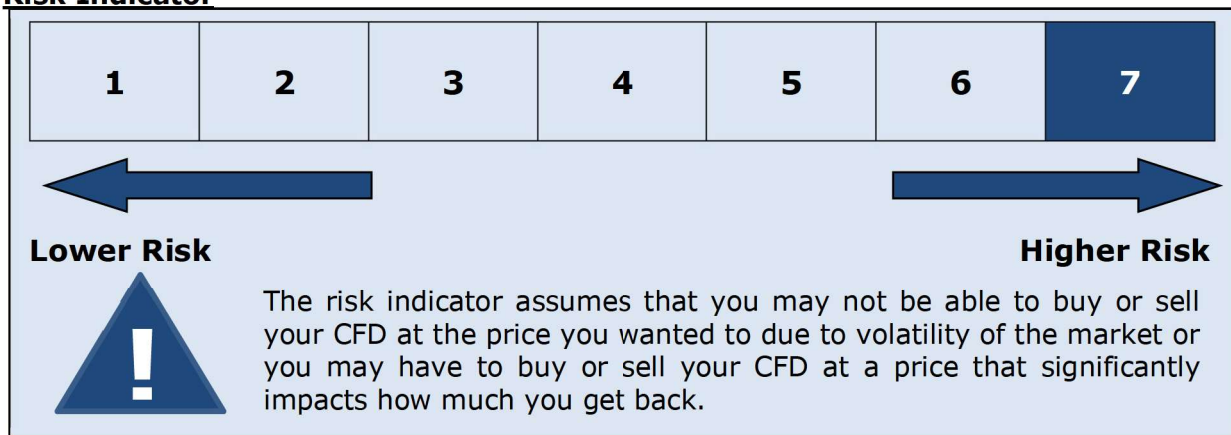 Risk Indicator
1 2 3 4 5 6 7
Lower Risk Higher Risk
!
The risk indicator assumes that you may not be able to buy or sell
your CFD at the price you wanted to due to volatility of the market or
you may have to buy or sell your CFD at a price that significantly
impacts how much you get back.